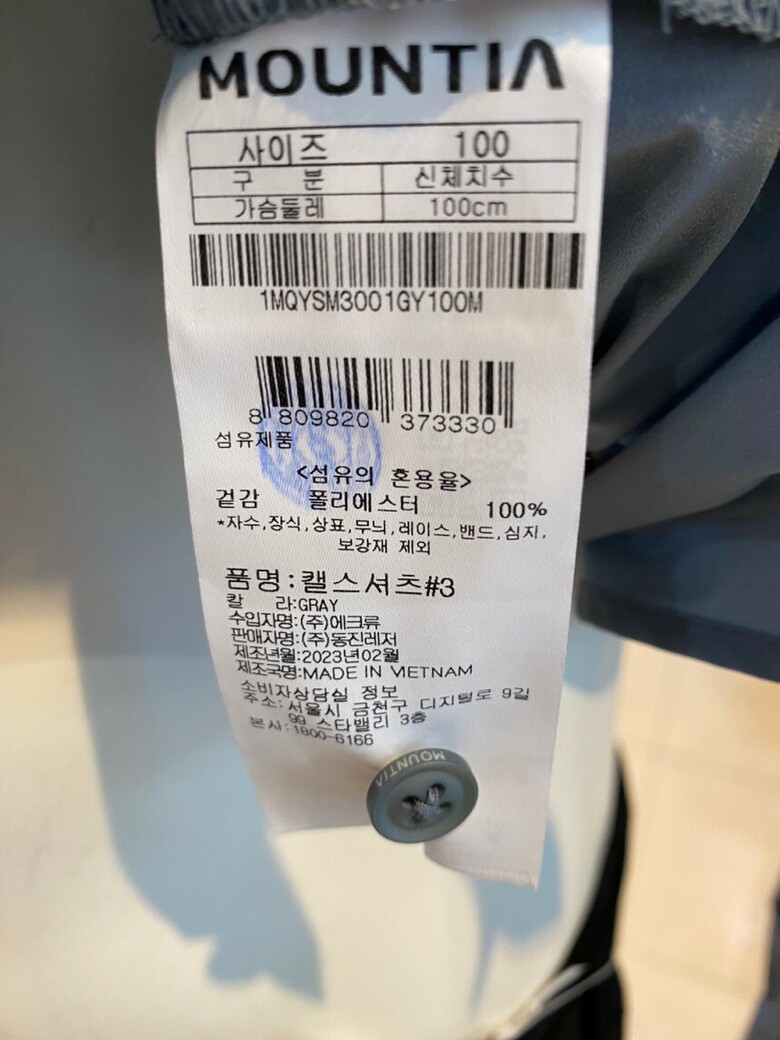 MOUNTIA
사이즈 100
구 분 신체치수
가슴둘레 100cm
1MQYSM3001GY100M
8 809820 373330
섬유제품
<섬유의 혼용율>
겉감 폴리에스터 100%
*자수,장식,상표,무늬,레이스,밴드,심지,
보강재 제외
품명:캘스셔츠#3
칼 라:GRAY
수입자명:(주)에크류
판매자명:(주)동진레저
제조년월:2023년02월
제조국명:MADE IN VIETNAM
소비자상담실 정보
주소:서울시 금천구 디지털로 9길
99 스타밸리 3층
본사:1800-6166
MOUNTIA